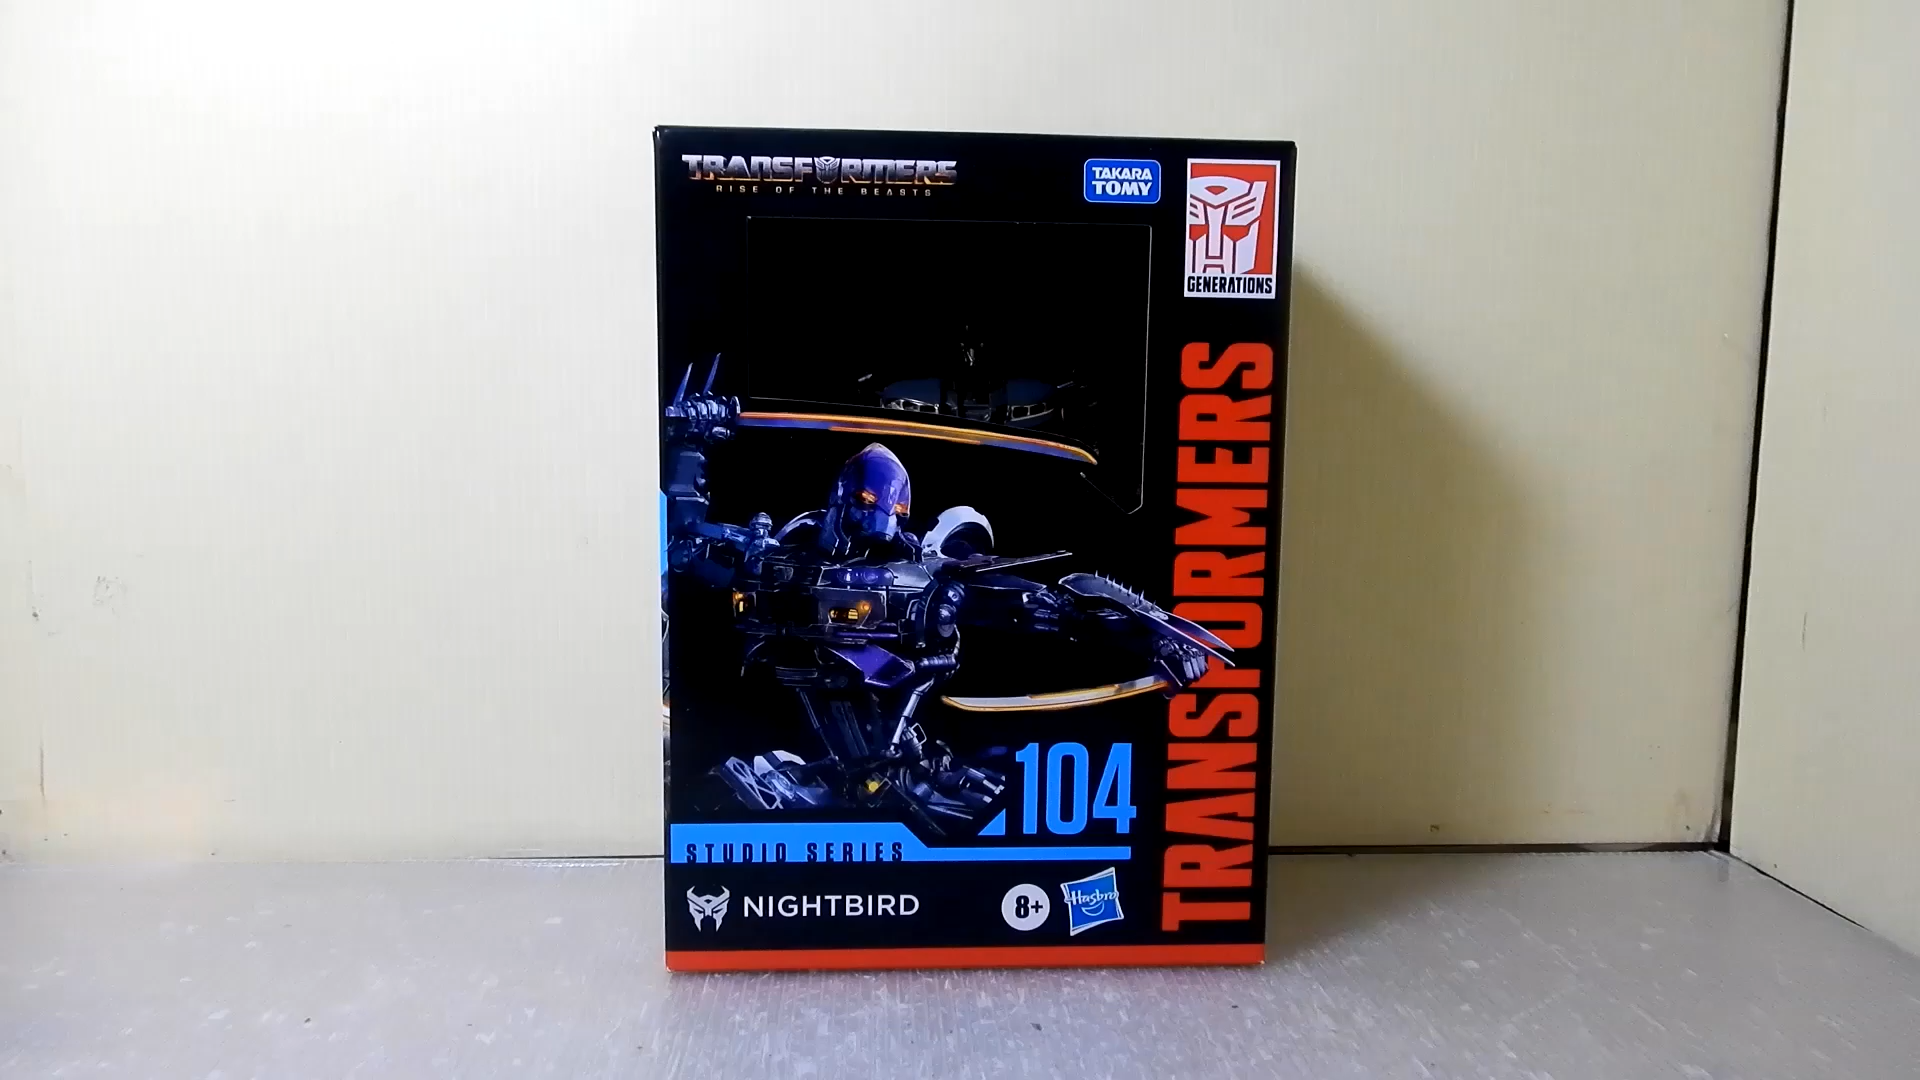 TRANSFORMERS
RISE OF THE BEASTS
TAKARA
TOMY
GENERATIONS
TRANSFORMERS
104
STUDIO SERIES
NIGHTBIRD
8+
Hasbro